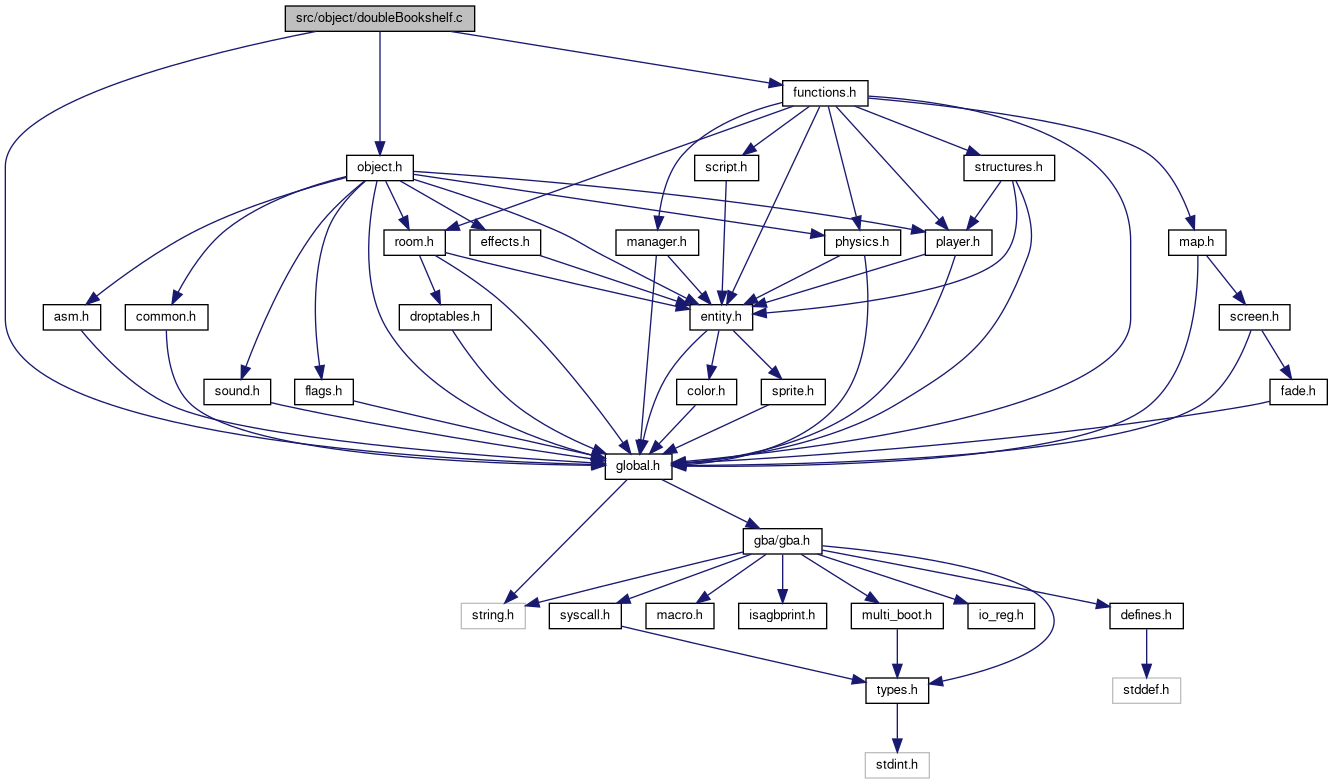 src/object/doubleBookshelf.c
functions.h
object.h
script.h
structures.h
room.h
effects.h
manager.h
physics.h
player.h
map.h
asm.h
common.h
droptables.h
entity.h
screen.h
sound.h
flags.h
color.h
sprite.h
fade.h
global.h
gba/gba.h
string.h
syscall.h
macro.h
isagbprint.h
multi_boot.h
io_reg.h
defines.h
types.h
stddef.h
stdint.h